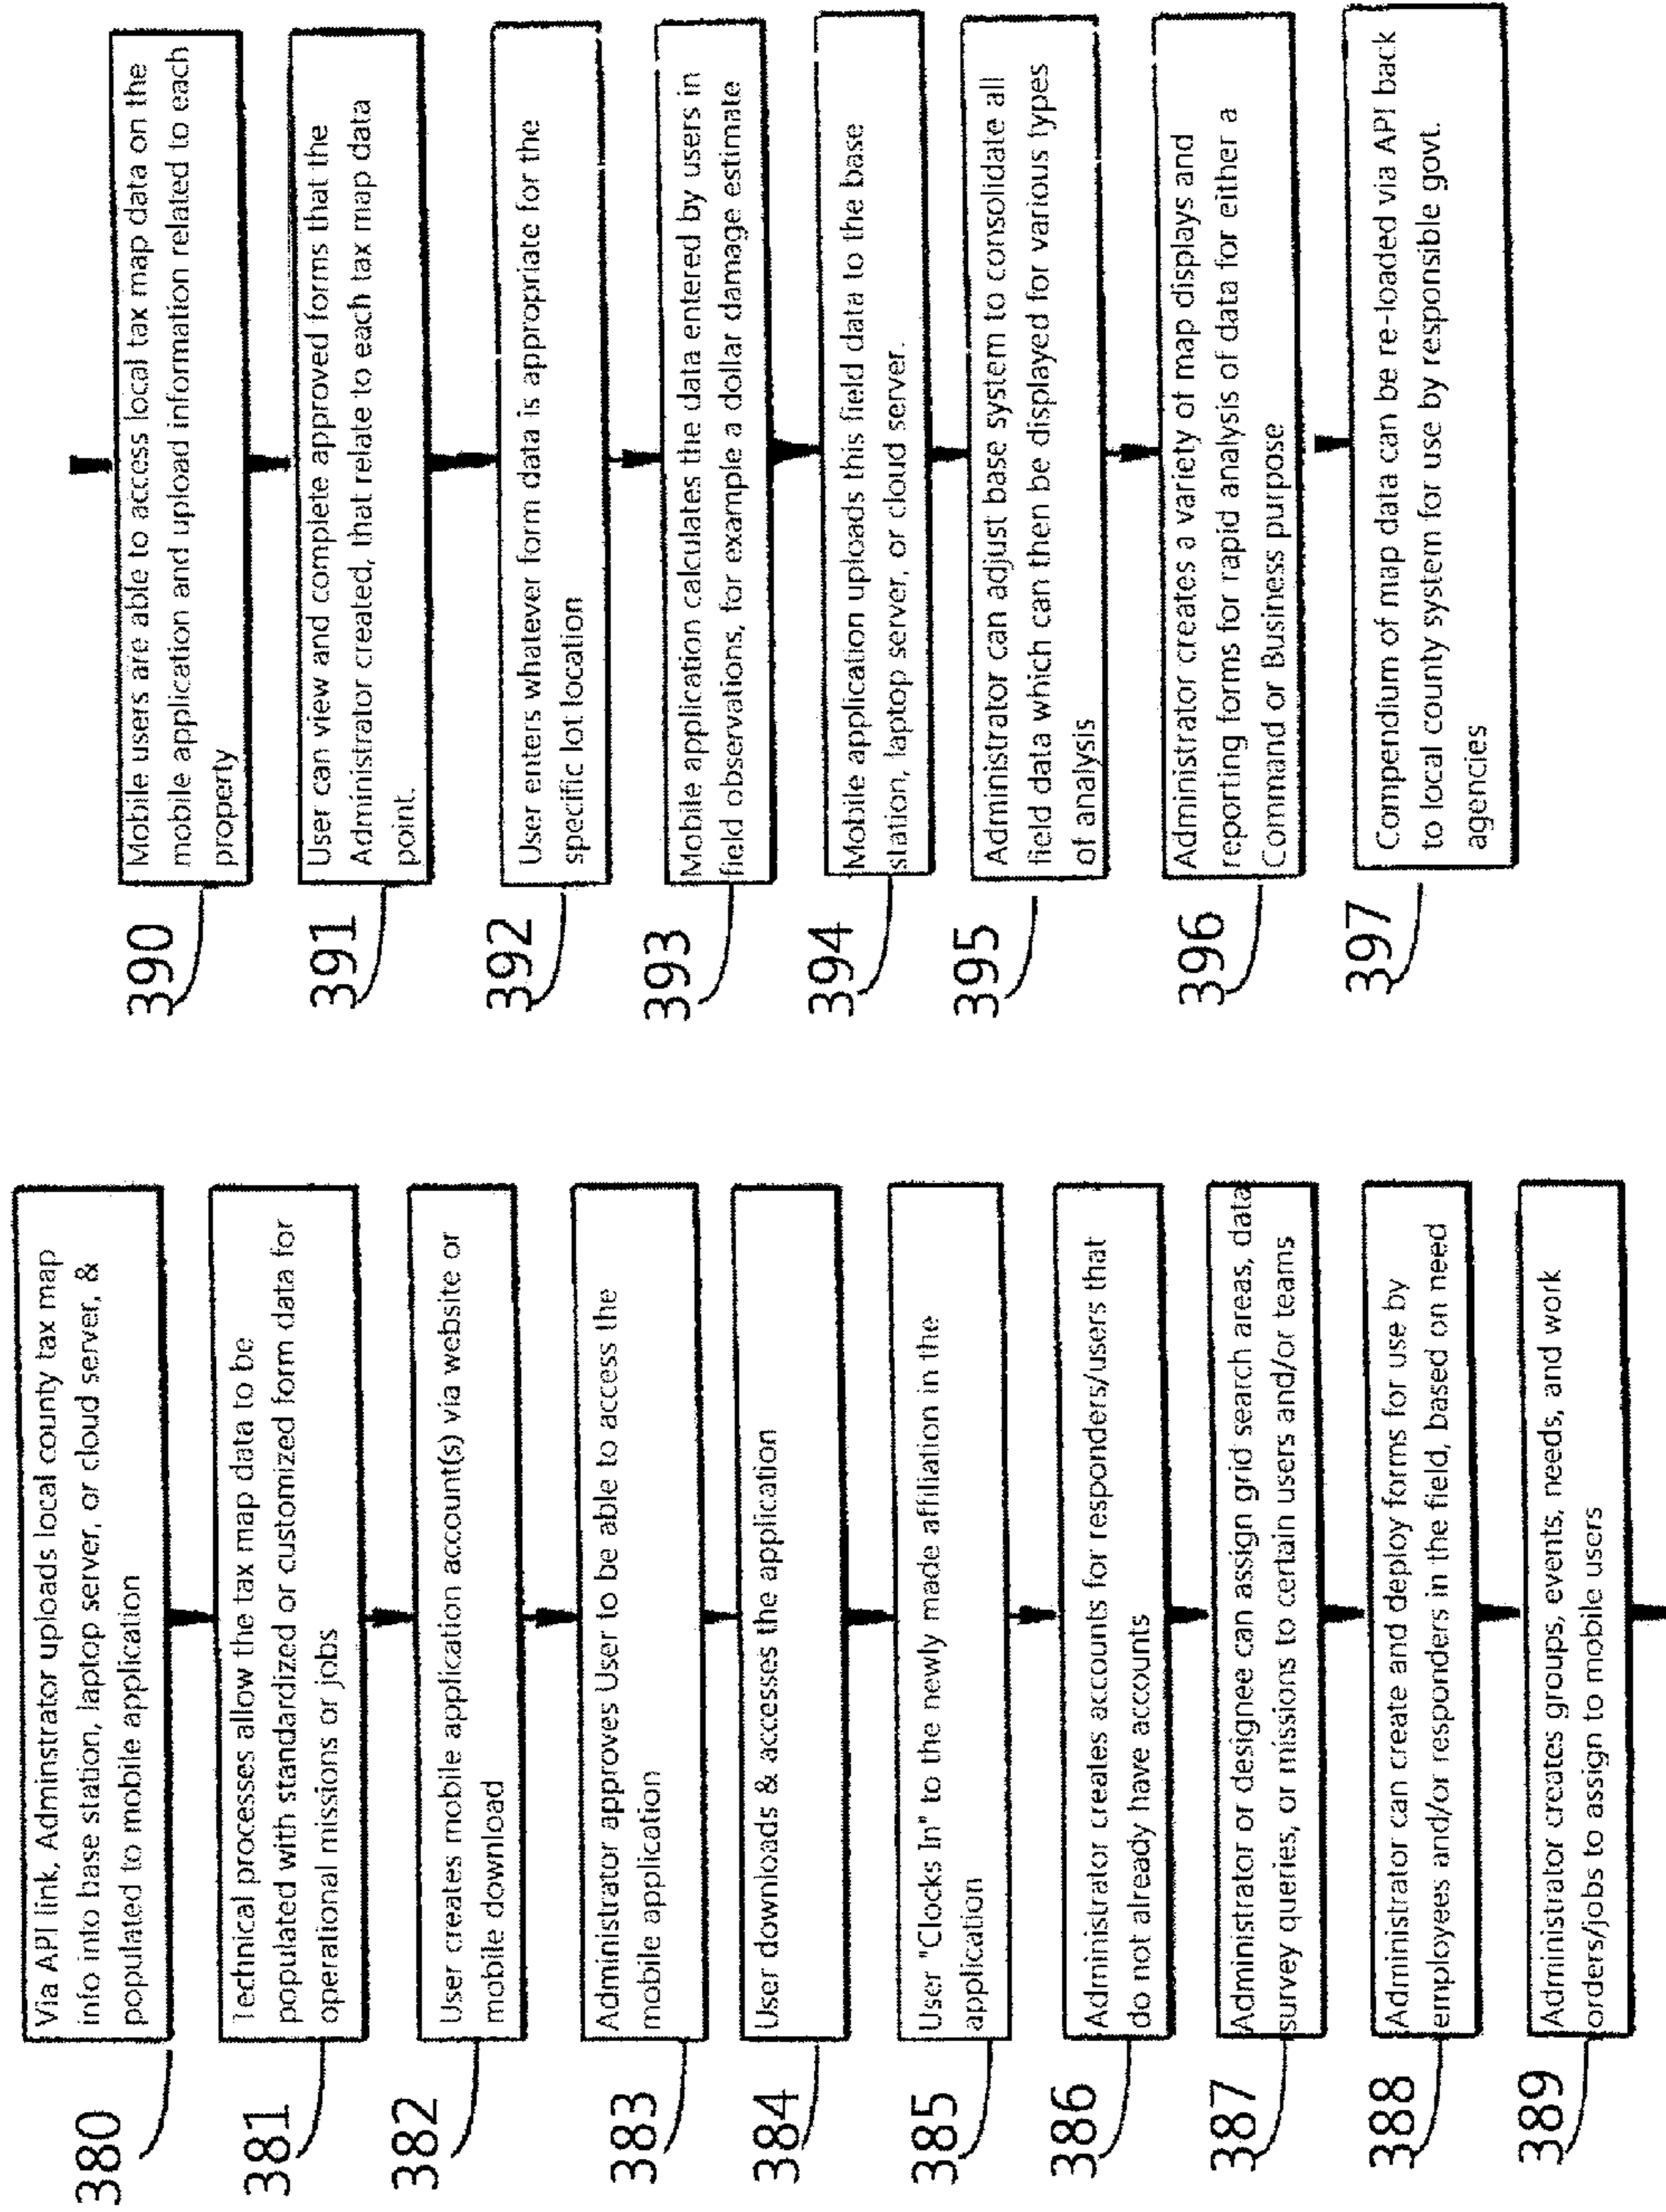 380
Via API link, Adminstrator uploads local county tax map
info into base station, laptop server, or cloud server, &
populated to mobile application
381
Technical processes allow the tax map data to be
populated with standardized or customized form data for
operational missions or jobs
382
User creates mobile application account(s) via website or
mobile download
383
Administrator approves User to be able to access the
mobile application
384
User downloads & accesses the application
385
User "Clocks In" to the newly made affiliation in the
application
386
Administrator creates accounts for responders/users that
do not already have accounts
387
Administrator or designee can assign grid search areas, data
survey queries, or missions to certain users and/or teams
388
Administrator can create and deploy forms for use by
employees and/or responders in the field, based on need
389
Administrator creates groups, events, needs, and work
orders/jobs to assign to mobile users
390
Mobile users are able to access local tax map data on the
mobile application and upload information related to each
property
391
User can view and complete approved forms that the
Administrator created, that relate to each tax map data
point.
392
User enters whatever form data is appropriate for the
specific lot location
393
Mobile application calculates the data entered by users in
field observations, for example a dollar damage estimate
394
Mobile application uploads this field data to the base
station, laptop server, or cloud server.
395
Administrator can adjust base system to consolidate all
field data which can then be displayed for various types
of analysis
396
Administrator creates a variety of map displays and
reporting forms for rapid analysis of data for either a
Command or Business purpose
397
Compendium of map data can be re-loaded via API back
to local county system for use by responsible govt.
agencies